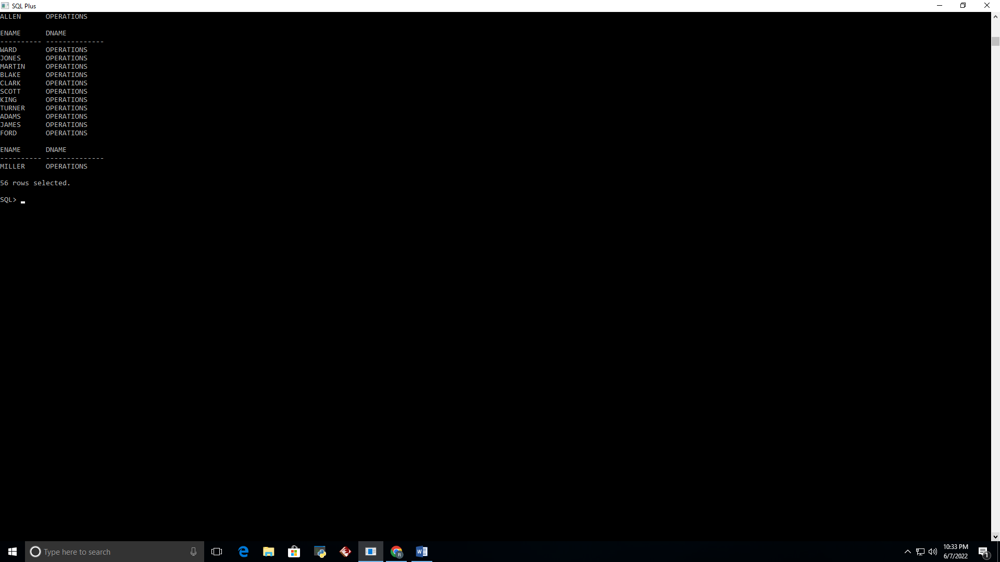 SQL Plus
ALLEN      OPERATIONS
ENAME      DNAME
---------- --------------
WARD       OPERATIONS
JONES      OPERATIONS
MARTIN     OPERATIONS
BLAKE      OPERATIONS
CLARK      OPERATIONS
SCOTT      OPERATIONS
KING       OPERATIONS
TURNER     OPERATIONS
ADAMS      OPERATIONS
JAMES      OPERATIONS
FORD       OPERATIONS
ENAME      DNAME
---------- --------------
MILLER     OPERATIONS
56 rows selected.
SQL>
Type here to search
R
W
10:33 PM
6/7/2022
1